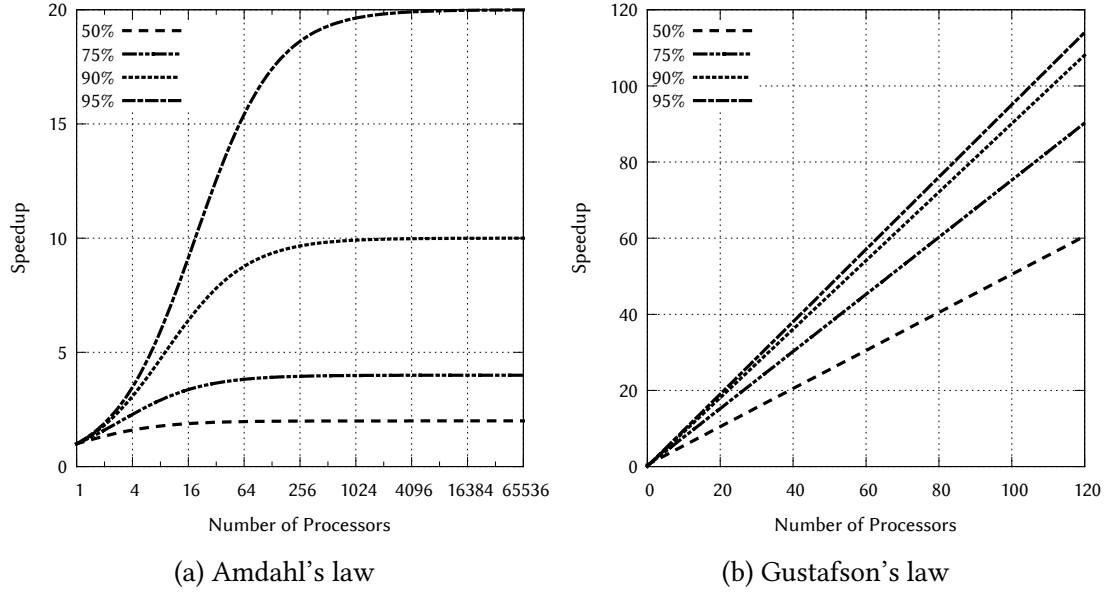 20
15
10
5
0
Speedup
50%
75%
90%
95%
1 4 16 64 256 1024 4096 16384 65536
Number of Processors
(a) Amdahl's law
120
100
80
60
40
20
0
Speedup
50%
75%
90%
95%
0 20 40 60 80 100 120
Number of Processors
(b) Gustafson's law